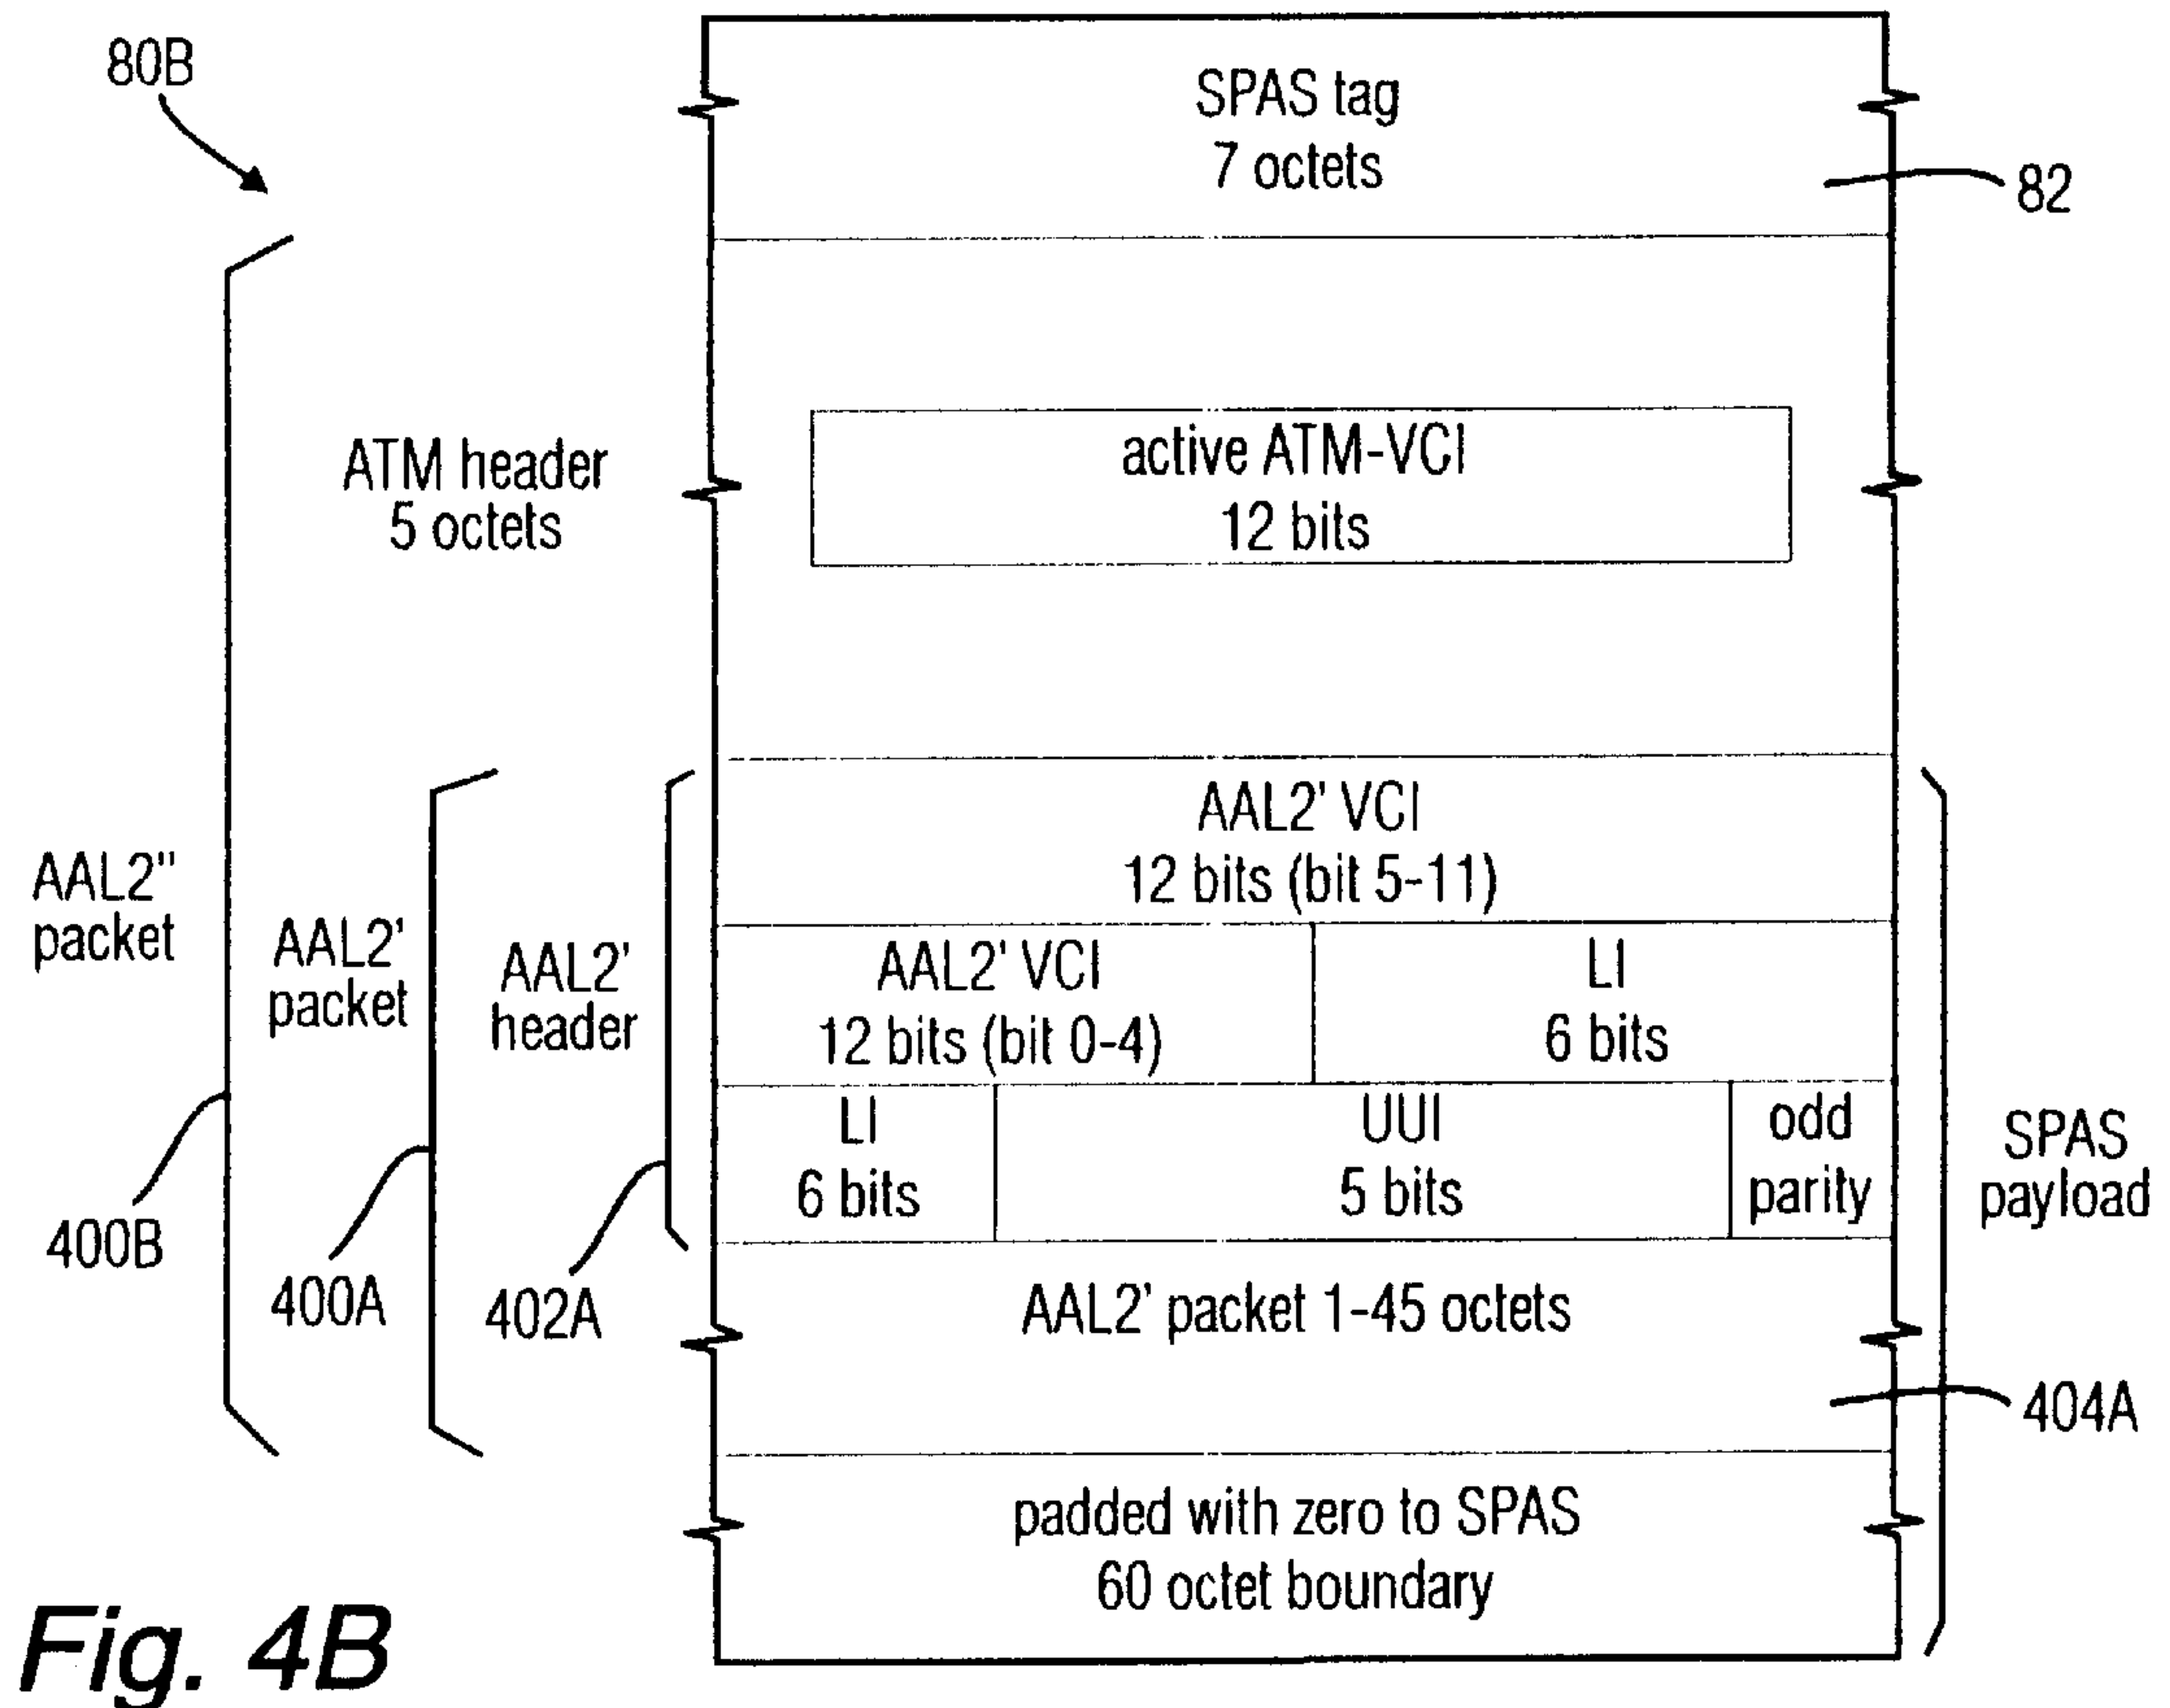 80B
SPAS tag
7 octets
82
ATM header
5 octets
active ATM-VCI
12 bits
AAL2" packet
AAL2' packet
AAL2' header
AAL2' VCI
12 bits (bit 5-11)
AAL2' VCI
12 bits (bit 0-4)
LI
6 bits
LI
6 bits
UUI
5 bits
odd
parity
SPAS
payload
400B
400A
402A
AAL2' packet 1-45 octets
404A
padded with zero to SPAS
60 octet boundary
Fig. 4B